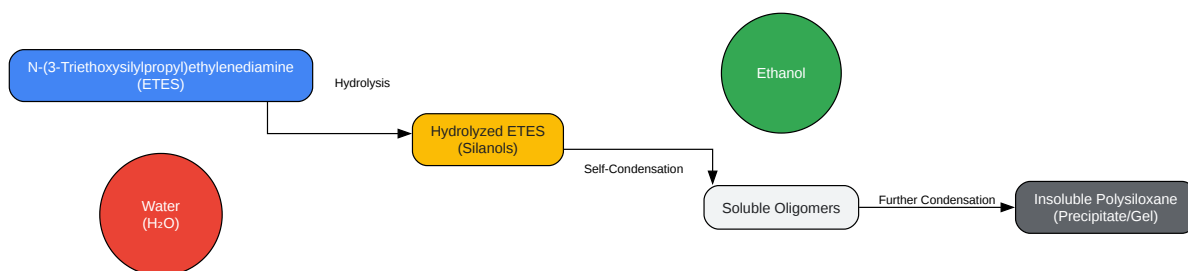 N-(3-Triethoxysilylpropyl)ethylenediamine
(ETES)
Hydrolysis
Water
(H₂O)
Hydrolyzed ETES
(Silanols)
Ethanol
Self-Condensation
Soluble Oligomers
Further Condensation
Insoluble Polysiloxane
(Precipitate/Gel)